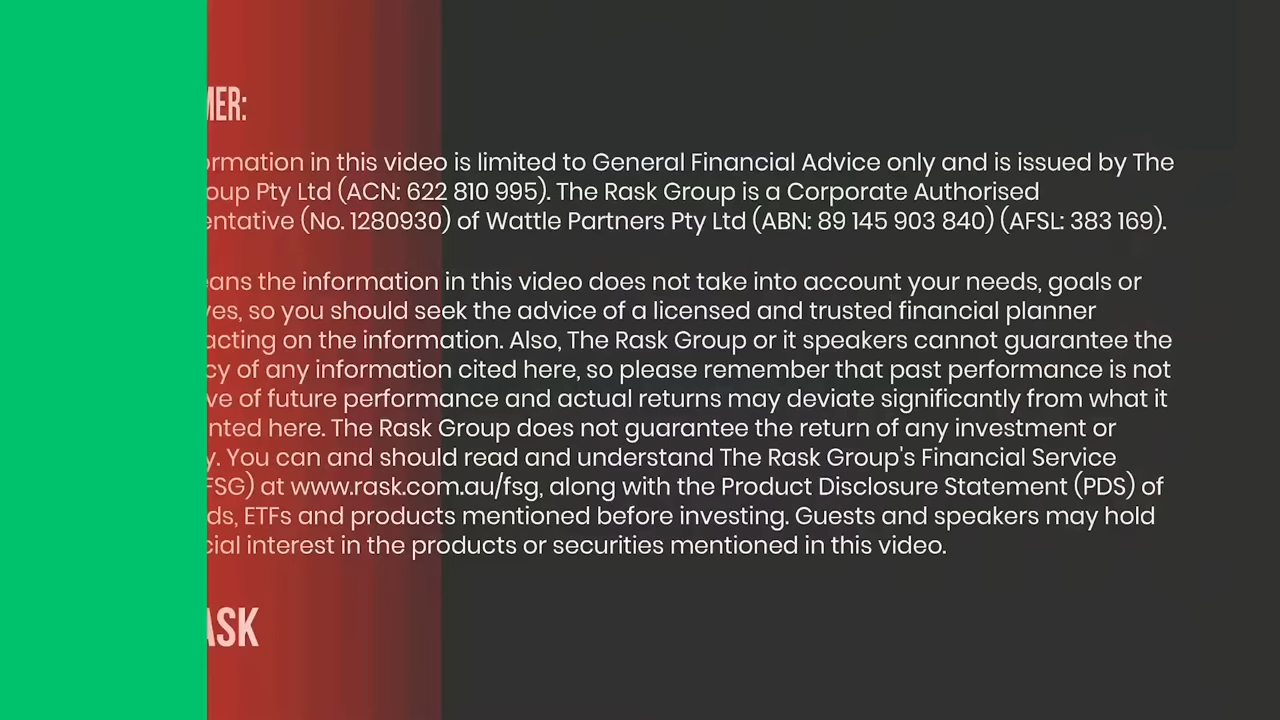 MER:
ormation in this video is limited to General Financial Advice only and is issued by The
oup Pty Ltd (ACN: 622 810 995). The Rask Group is a Corporate Authorised
entative (No. 1280930) of Wattle Partners Pty Ltd (ABN: 89 145 903 840) (AFSL: 383 169).
eans the information in this video does not take into account your needs, goals or
ves, so you should seek the advice of a licensed and trusted financial planner
acting on the information. Also, The Rask Group or it speakers cannot guarantee the
cy of any information cited here, so please remember that past performance is not
ve of future performance and actual returns may deviate significantly from what it
nted here. The Rask Group does not guarantee the return of any investment or
y. You can and should read and understand The Rask Group's Financial Service
FSG) at www.rask.com.au/fsg, along with the Product Disclosure Statement (PDS) of
ds, ETFs and products mentioned before investing. Guests and speakers may hold
cial interest in the products or securities mentioned in this video.
ASK